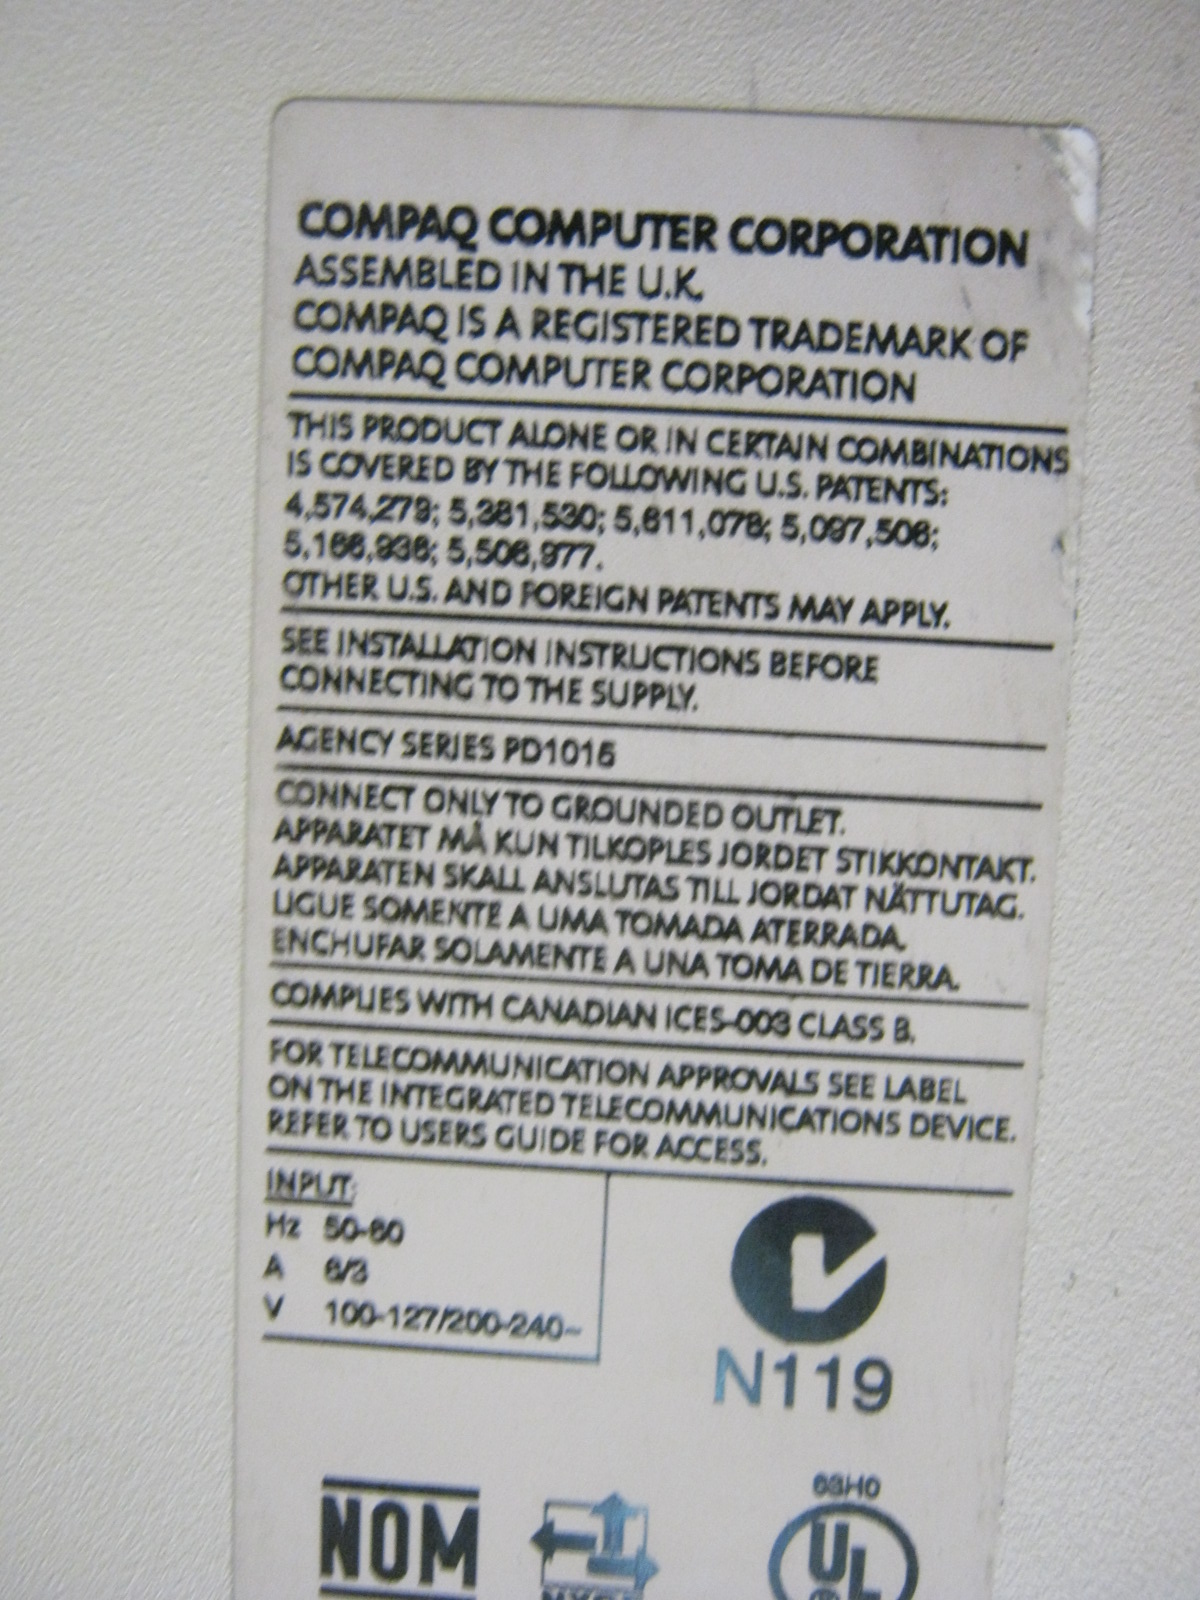 COMPAQ COMPUTER CORPORATION
ASSEMBLED IN THE U.K.
COMPAQ IS A REGISTERED TRADEMARK OF
COMPAQ COMPUTER CORPORATION
THIS PRODUCT ALONE OR IN CERTAIN COMBINATIONS
IS COVERED BY THE FOLLOWING U.S. PATENTS:
4,574,279; 5,381,530; 5,611,078; 5,097,506;
5,166,936; 5,506,977.
OTHER U.S. AND FOREIGN PATENTS MAY APPLY.
SEE INSTALLATION INSTRUCTIONS BEFORE
CONNECTING TO THE SUPPLY.
AGENCY SERIES PD1015
CONNECT ONLY TO GROUNDED OUTLET.
APPARATET MÅ KUN TILKOPLES JORDET STIKKONTAKT.
APPARATEN SKALL ANSLUTAS TILL JORDAT NÄTTUTAG.
LIGUE SOMENTE A UMA TOMADA ATERRADA.
ENCHUFAR SOLAMENTE A UNA TOMA DE TIERRA.
COMPLIES WITH CANADIAN ICES-003 CLASS B.
FOR TELECOMMUNICATION APPROVALS SEE LABEL
ON THE INTEGRATED TELECOMMUNICATIONS DEVICE.
REFER TO USERS GUIDE FOR ACCESS.
INPUT:
Hz 50-60
A 6/3
V 100-127/200-240~
N119
63H0
NOM
UL